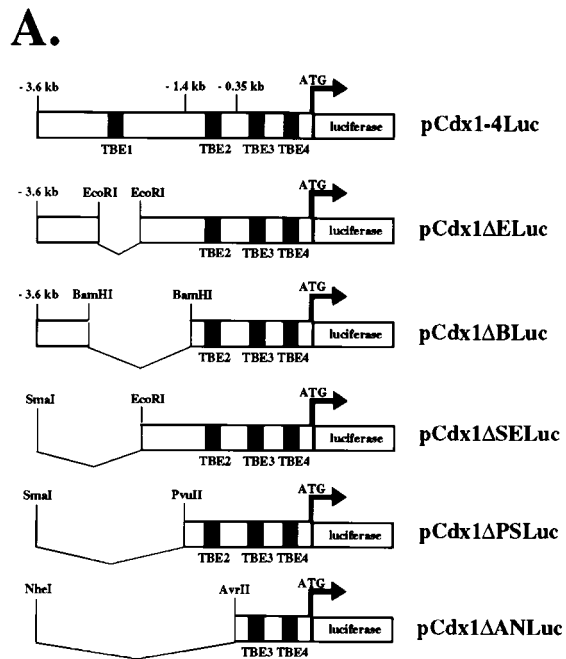 A.
- 3.6 kb - 1.4 kb - 0.35 kb ATG
luciferase pCdx1-4Luc
TBE1 TBE2 TBE3 TBE4
- 3.6 kb EcoRI EcoRI ATG
luciferase pCdx1ΔELuc
TBE2 TBE3 TBE4
- 3.6 kb BamHI BamHI ATG
luciferase pCdx1ΔBLuc
TBE2 TBE3 TBE4
SmaI EcoRI ATG
luciferase pCdx1ΔSELuc
TBE2 TBE3 TBE4
SmaI PvuII ATG
luciferase pCdx1ΔPSLuc
TBE2 TBE3 TBE4
NheI AvrII ATG
luciferase pCdx1ΔANLuc
TBE3 TBE4